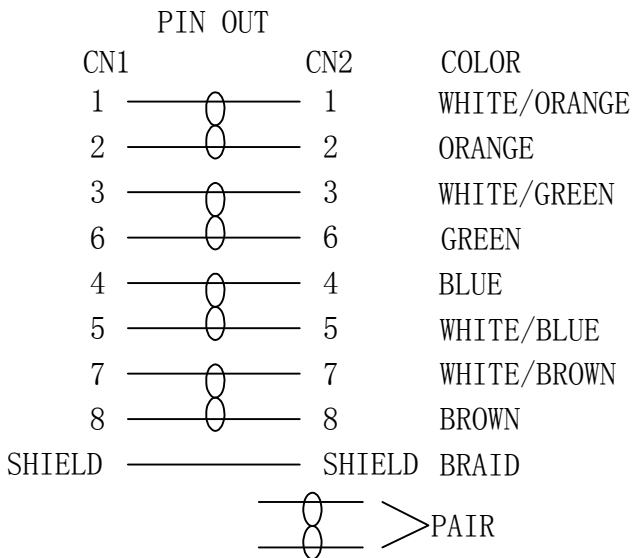 PIN OUT
CN1 CN2 COLOR
1 1 WHITE/ORANGE
2 2 ORANGE
3 3 WHITE/GREEN
6 6 GREEN
4 4 BLUE
5 5 WHITE/BLUE
7 7 WHITE/BROWN
8 8 BROWN
SHIELD SHIELD BRAID
PAIR